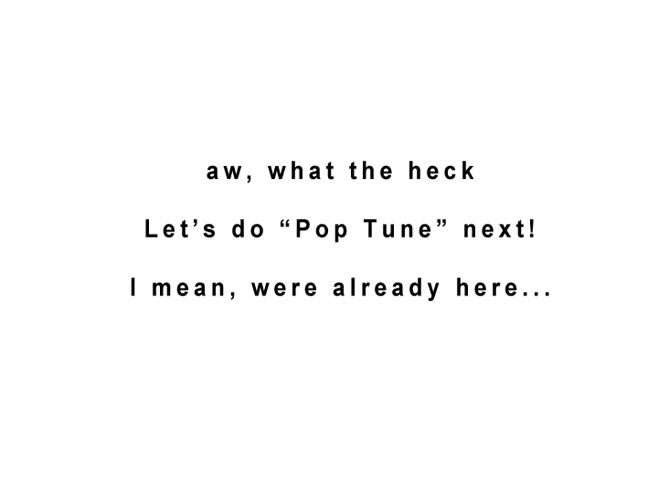 aw, what the heck
Let’s do “Pop Tune” next!
I mean, were already here...